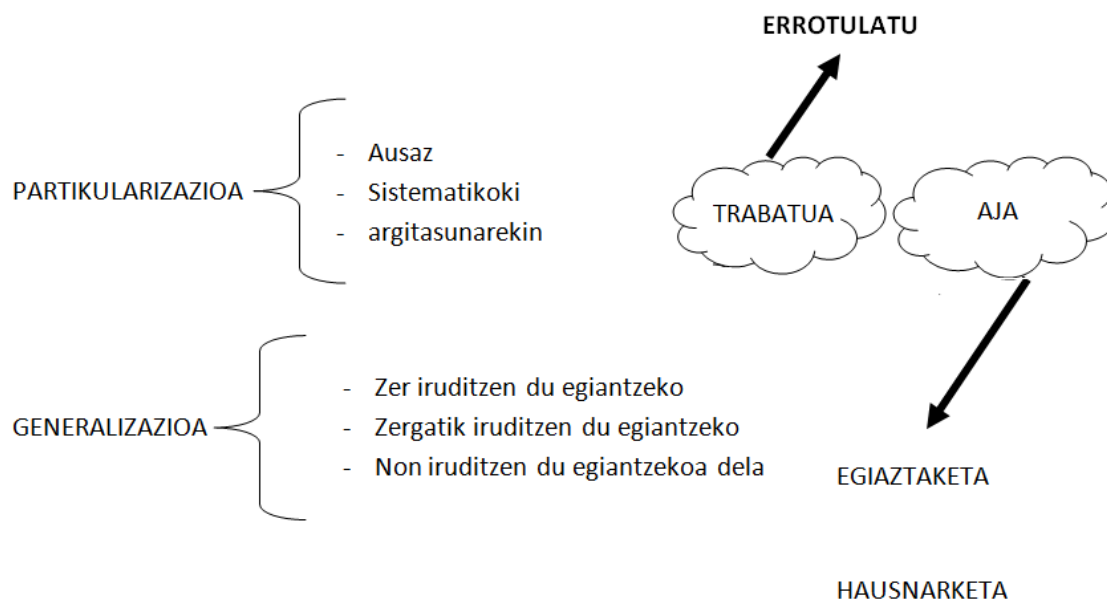 ERROTULATU
PARTIKULARIZAZIOA
- Ausaz
- Sistematikoki
- argitasunarekin
TRABATUA
AJA
GENERALIZAZIOA
- Zer iruditzen du egiantzeko
- Zergatik iruditzen du egiantzeko
- Non iruditzen du egiantzekoa dela
EGIAZTAKETA
HAUSNARKETA